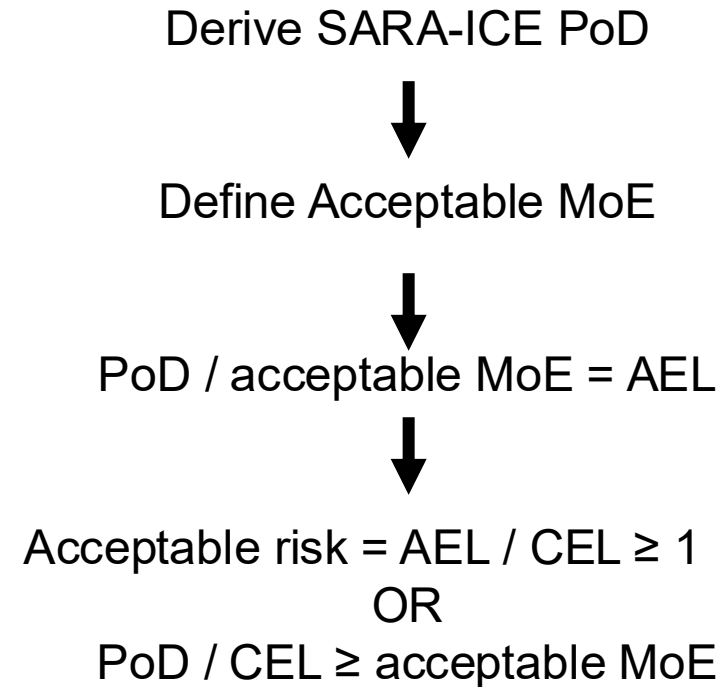 Derive SARA-ICE PoD
Define Acceptable MoE
PoD / acceptable MoE = AEL
Acceptable risk = AEL / CEL ≥ 1
OR
PoD / CEL ≥ acceptable MoE